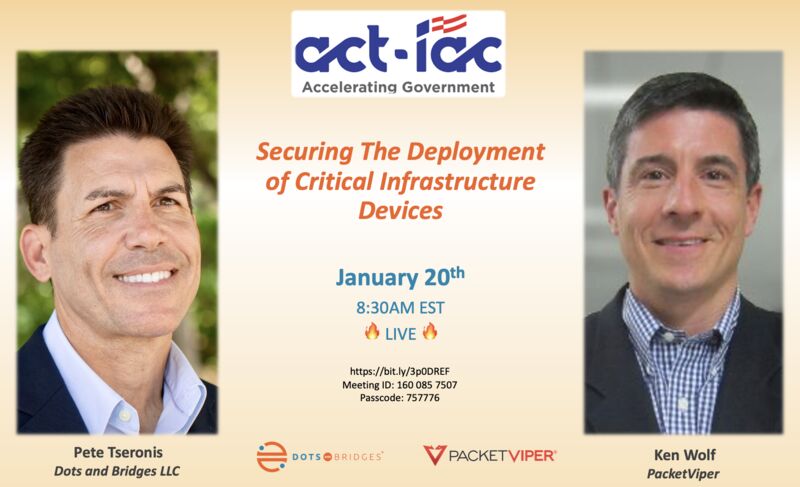 act-iac
Accelerating Government
Securing The Deployment
of Critical Infrastructure
Devices
January 20th
8:30AM EST
🔥 LIVE 🔥
https://bit.ly/3p0DREF
Meeting ID: 160 085 7507
Passcode: 757776
Pete Tseronis
Dots and Bridges LLC
DOTS and BRIDGES
PACKETVIPER®
Ken Wolf
PacketViper